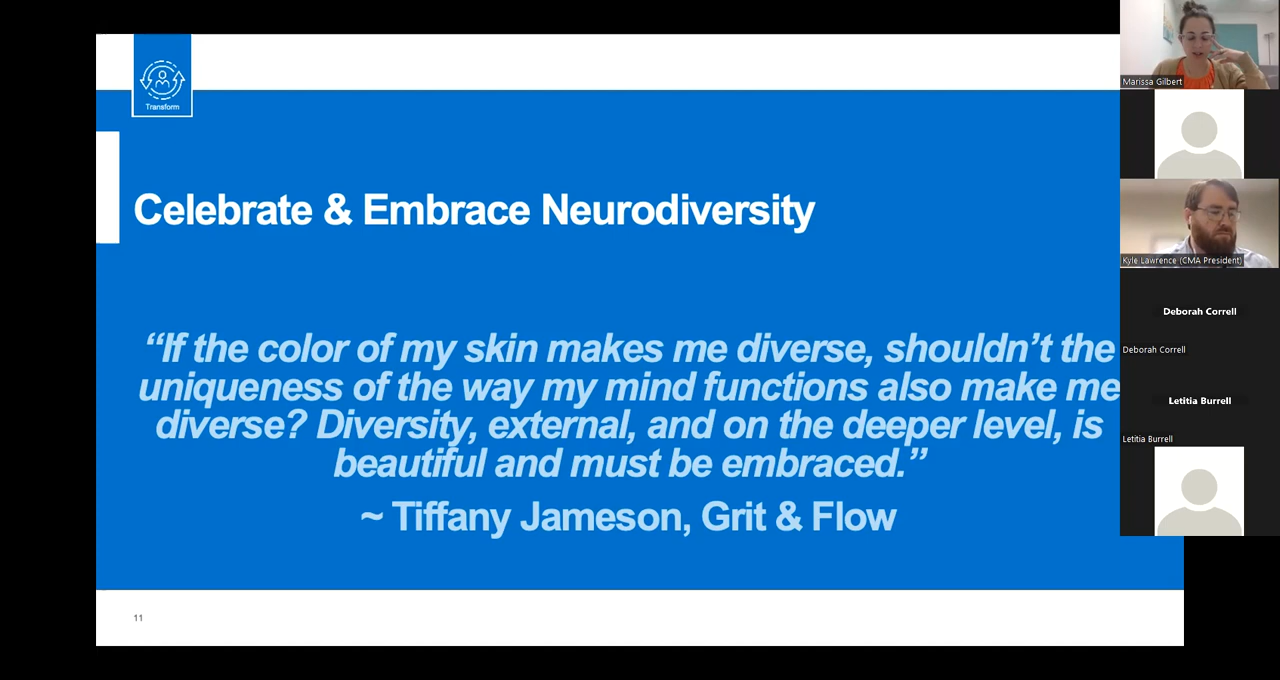 Transform
Celebrate & Embrace Neurodiversity
“If the color of my skin makes me diverse, shouldn’t the
uniqueness of the way my mind functions also make me
diverse? Diversity, external, and on the deeper level, is
beautiful and must be embraced.”
~ Tiffany Jameson, Grit & Flow
11
Marissa Gilbert
Kyle Lawrence (CMA President)
Deborah Correll
Deborah Correll
Letitia Burrell
Letitia Burrell